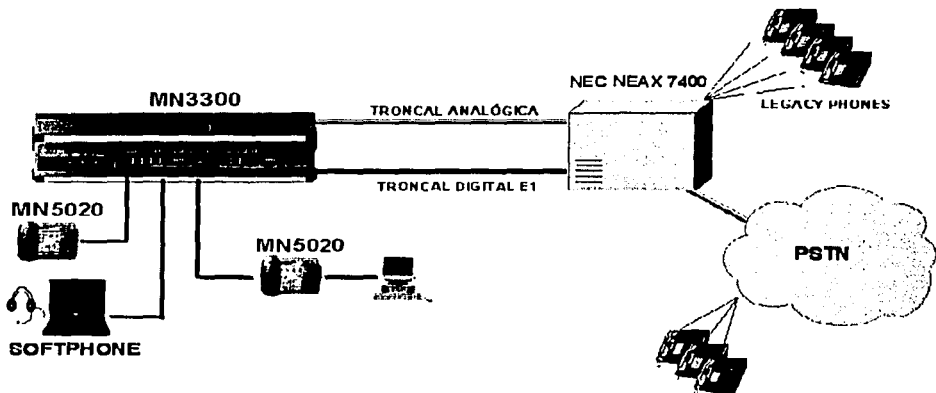 NEC NEAX 7400
MN3300
TRONCAL ANALÓGICA
LEGACY PHONES
TRONCAL DIGITAL E1
MN5020
MN5020
PSTN
SOFTPHONE